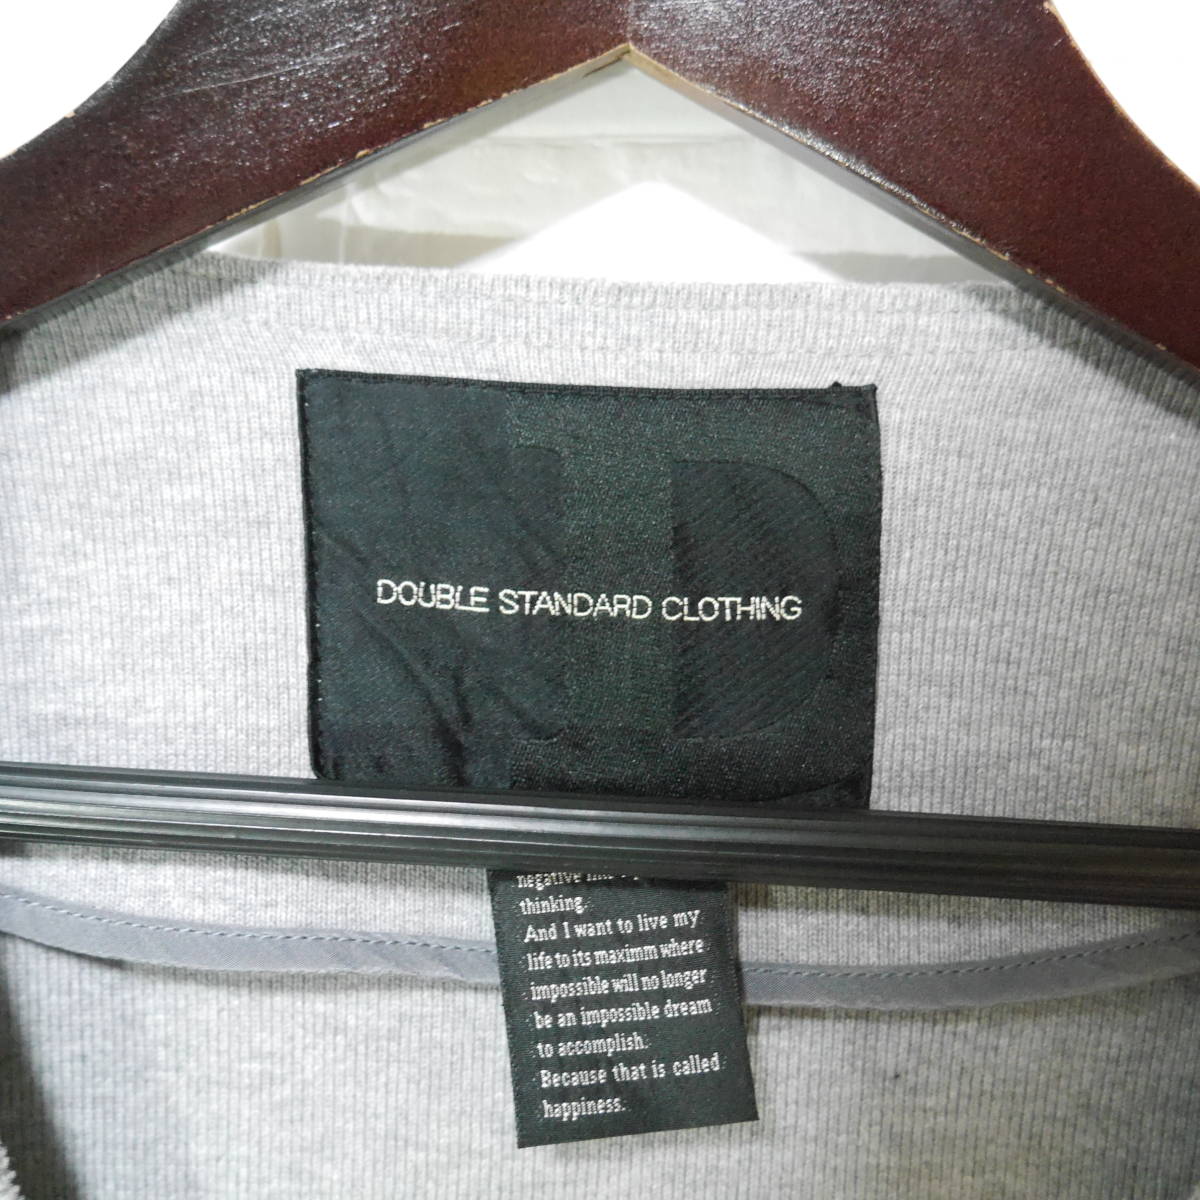 DOUBLE STANDARD CLOTHING
negative
thinking.
And I want to live my
life to its maximm where
impossible will no longer
be an impossible dream
to accomplish.
Because that is called
happiness.